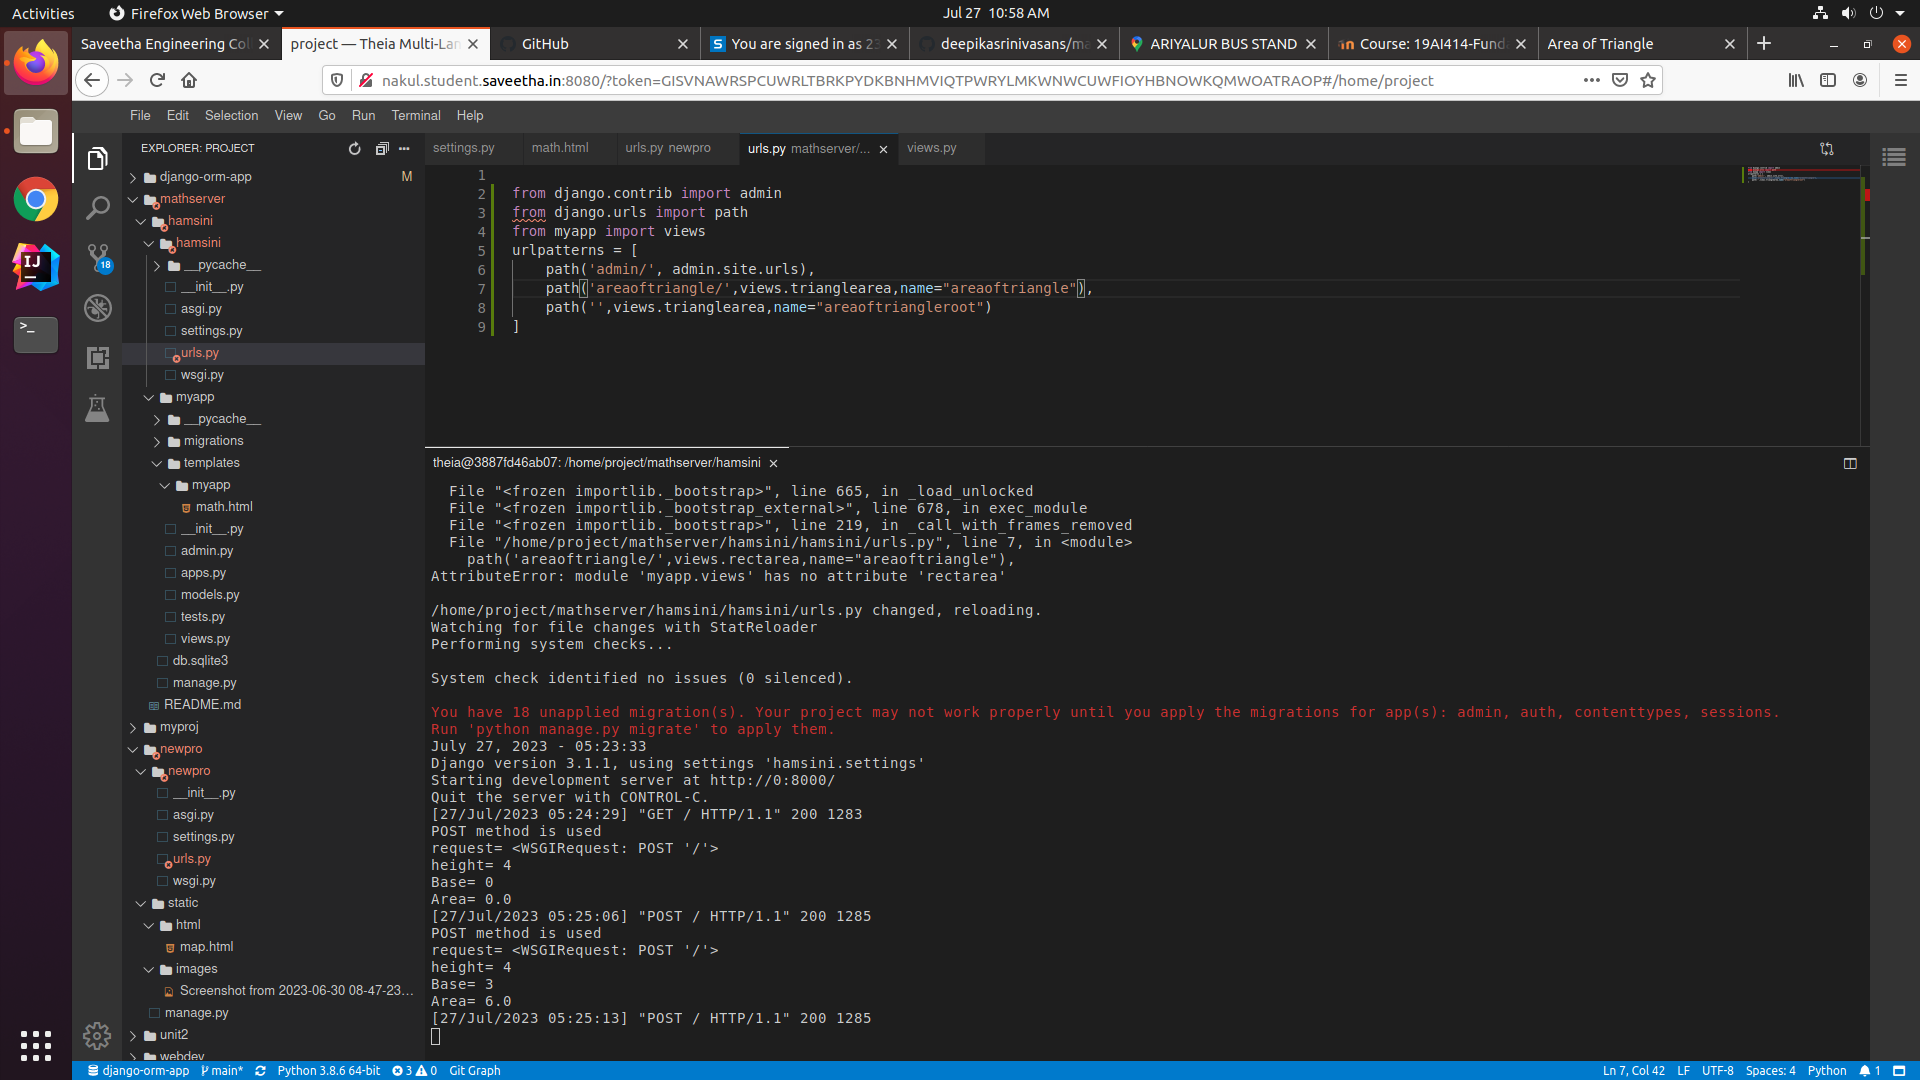 Activities
Firefox Web Browser
Jul 27 10:58 AM
Saveetha Engineering Col
project — Theia Multi-Lan
GitHub
You are signed in as 23
deepikasrinivasans/ma
ARIYALUR BUS STAND
Course: 19AI414-Funda
Area of Triangle
nakul.student.saveetha.in:8080/?token=GISVNAWRSPCUWRLTBRKPYDKBNHMVIQTPWRYLMKWNWCUWFIOYHBNOWKQMWOATRAOP#/home/project
File Edit Selection View Go Run Terminal Help
EXPLORER: PROJECT
django-orm-app M
mathserver
hamsini
hamsini
__pycache__
__init__.py
asgi.py
settings.py
urls.py
wsgi.py
myapp
__pycache__
migrations
templates
myapp
math.html
__init__.py
admin.py
apps.py
models.py
tests.py
views.py
db.sqlite3
manage.py
README.md
myproj
newpro
newpro
__init__.py
asgi.py
settings.py
urls.py
wsgi.py
static
html
map.html
images
Screenshot from 2023-06-30 08-47-23...
manage.py
unit2
webdev
18
settings.py
math.html
urls.py newpro
urls.py mathserver/...
views.py
1
2 from django.contrib import admin
3 from django.urls import path
4 from myapp import views
5 urlpatterns = [
6     path('admin/', admin.site.urls),
7     path('areaoftriangle/',views.trianglearea,name="areaoftriangle"),
8     path('',views.trianglearea,name="areaoftriangleroot")
9 ]
theia@3887fd46ab07: /home/project/mathserver/hamsini
File "<frozen importlib._bootstrap>", line 665, in _load_unlocked
File "<frozen importlib._bootstrap_external>", line 678, in exec_module
File "<frozen importlib._bootstrap>", line 219, in _call_with_frames_removed
File "/home/project/mathserver/hamsini/hamsini/urls.py", line 7, in <module>
path('areaoftriangle/',views.rectarea,name="areaoftriangle"),
AttributeError: module 'myapp.views' has no attribute 'rectarea'
/home/project/mathserver/hamsini/hamsini/urls.py changed, reloading.
Watching for file changes with StatReloader
Performing system checks...
System check identified no issues (0 silenced).
You have 18 unapplied migration(s). Your project may not work properly until you apply the migrations for app(s): admin, auth, contenttypes, sessions.
Run 'python manage.py migrate' to apply them.
July 27, 2023 - 05:23:33
Django version 3.1.1, using settings 'hamsini.settings'
Starting development server at http://0:8000/
Quit the server with CONTROL-C.
[27/Jul/2023 05:24:29] "GET / HTTP/1.1" 200 1283
POST method is used
request= <WSGIRequest: POST '/'>
height= 4
Base= 0
Area= 0.0
[27/Jul/2023 05:25:06] "POST / HTTP/1.1" 200 1285
POST method is used
request= <WSGIRequest: POST '/'>
height= 4
Base= 3
Area= 6.0
[27/Jul/2023 05:25:13] "POST / HTTP/1.1" 200 1285
django-orm-app main* Python 3.8.6 64-bit 3 0 Git Graph
Ln 7, Col 42 LF UTF-8 Spaces: 4 Python 1